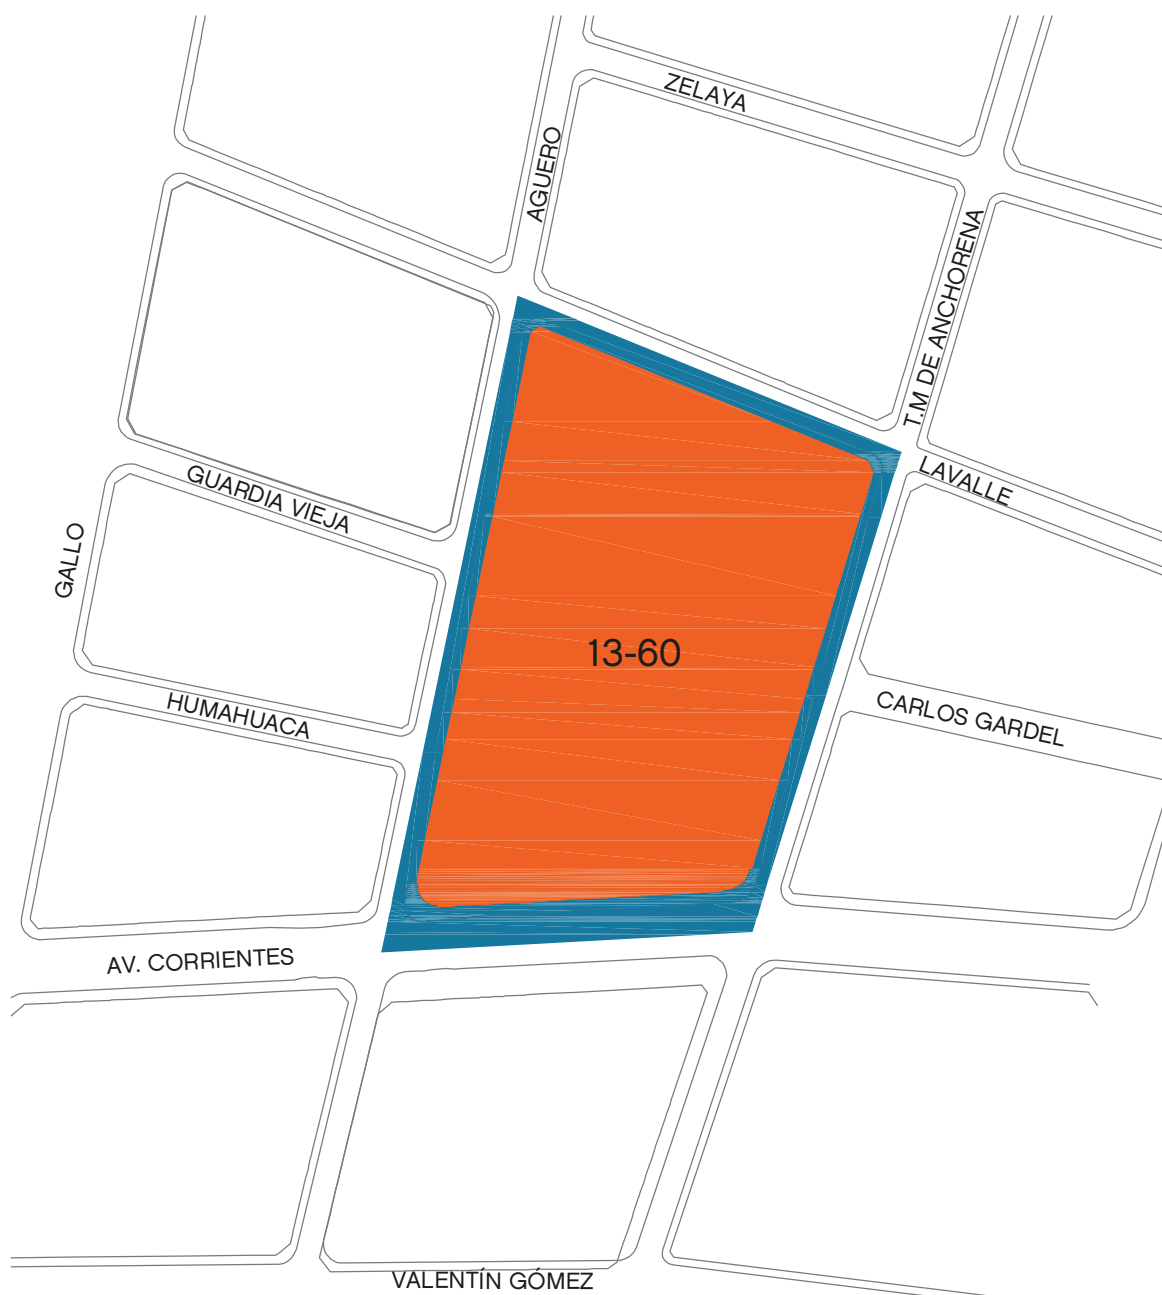 ZELAYA
AGUERO
T.M DE ANCHORENA
LAVALLE
GUARDIA VIEJA
GALLO
13-60
HUMAHUACA
CARLOS GARDEL
AV. CORRIENTES
VALENTÍN GÓMEZ